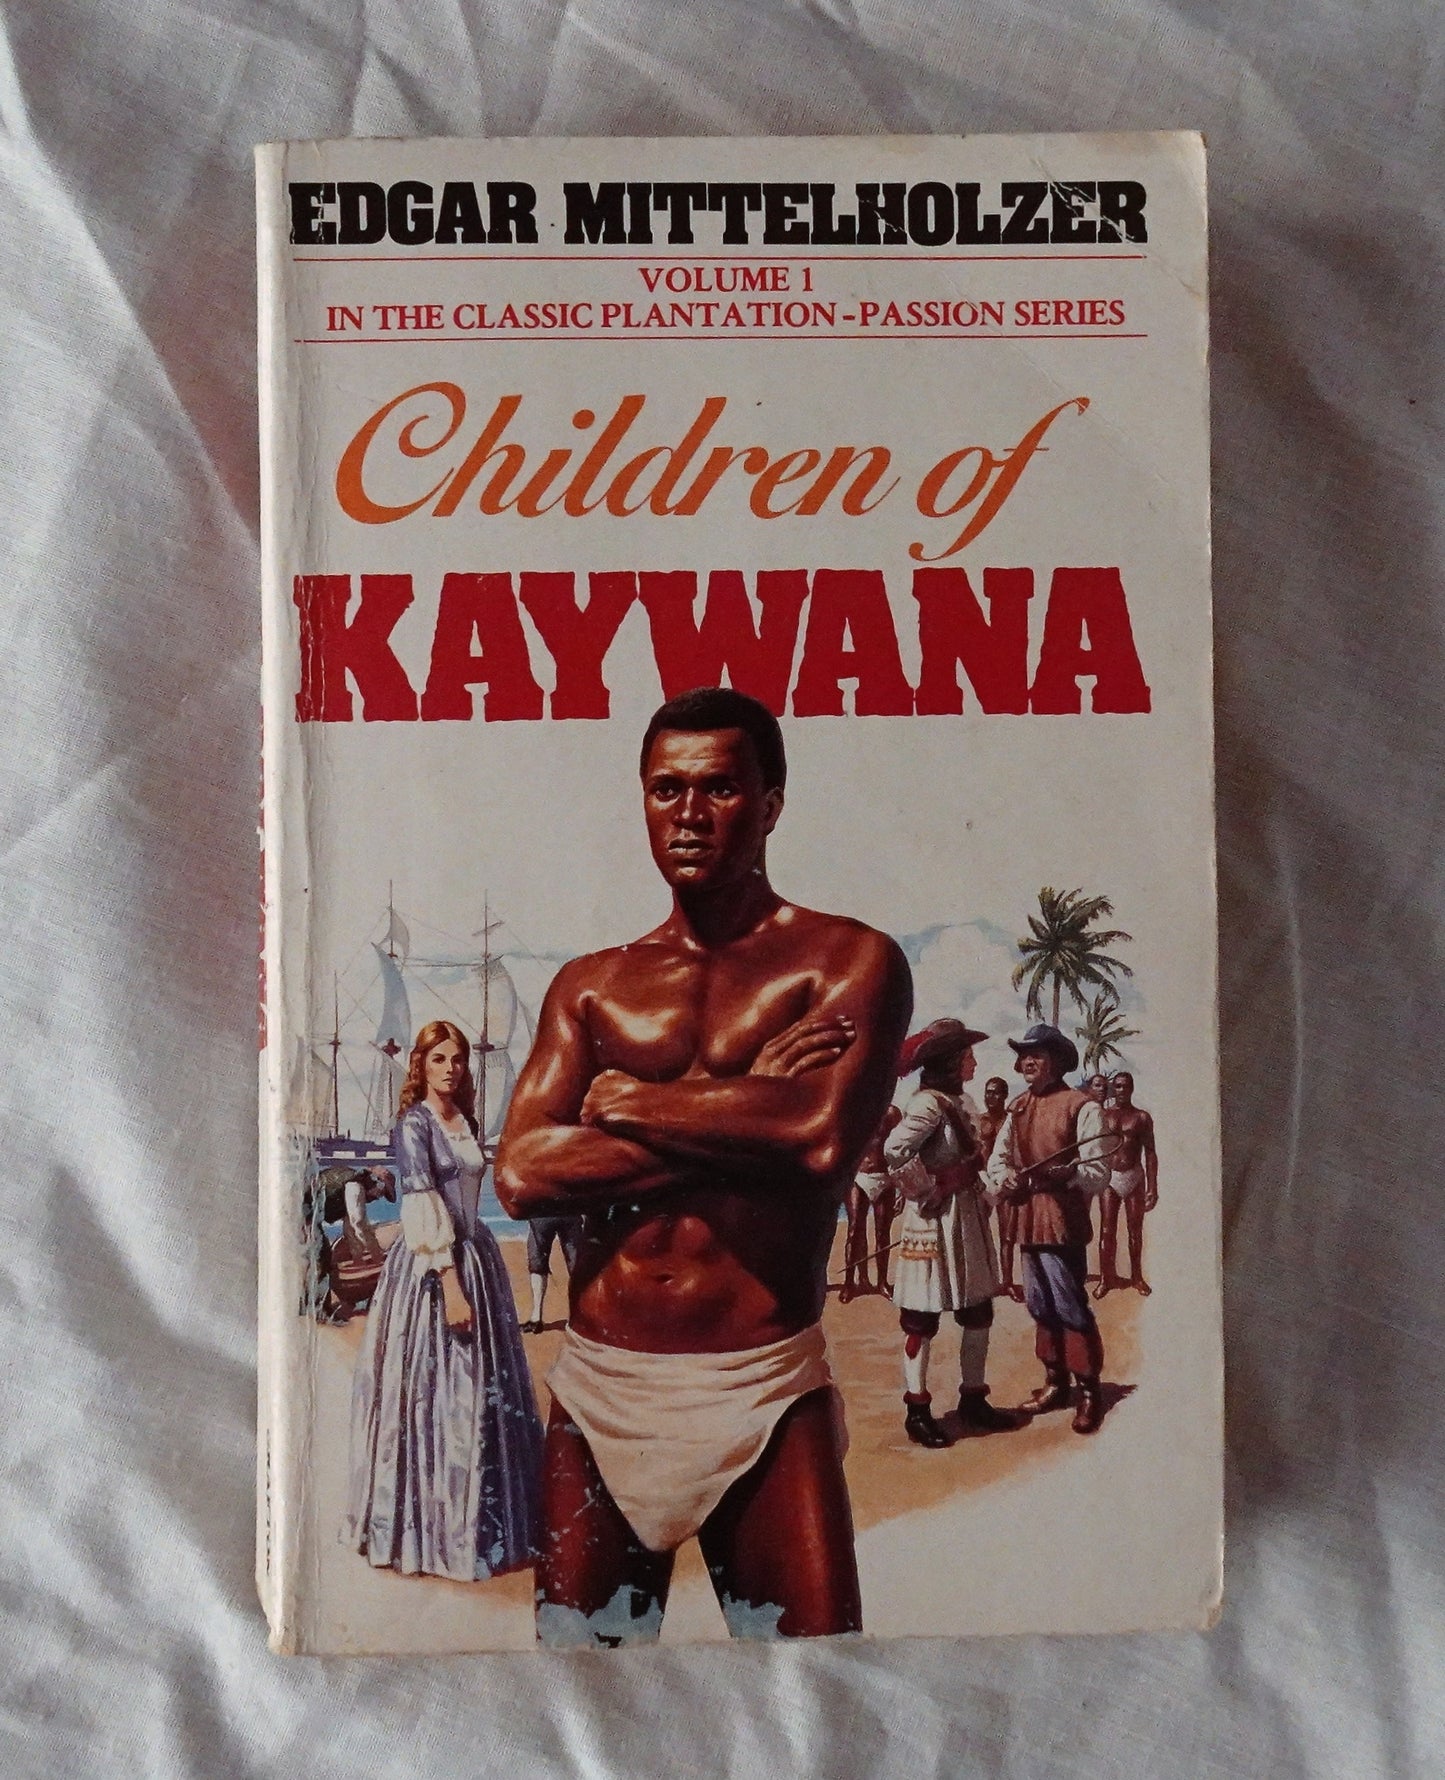 EDGAR MITTELHOLZER
VOLUME 1
IN THE CLASSIC PLANTATION-PASSION SERIES
Children of
KAYWANA